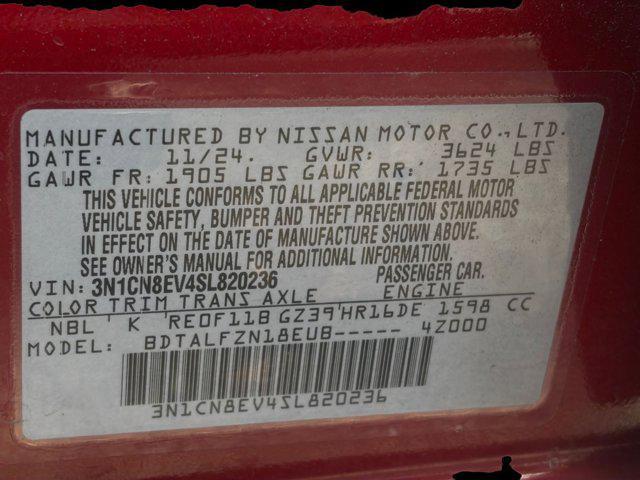 MANUFACTURED BY NISSAN MOTOR CO.,LTD.
DATE: 11/24. GVWR: 3624 LBS
GAWR FR: 1905 LBS GAWR RR: 1735 LBS
THIS VEHICLE CONFORMS TO ALL APPLICABLE FEDERAL MOTOR
VEHICLE SAFETY, BUMPER AND THEFT PREVENTION STANDARDS
IN EFFECT ON THE DATE OF MANUFACTURE SHOWN ABOVE.
SEE OWNER'S MANUAL FOR ADDITIONAL INFORMATION.
VIN: 3N1CN8EV4SL820236 PASSENGER CAR.
COLOR TRIM TRANS AXLE ENGINE
NBL ' K ' RE0F11B GZ39'HR16DE 1598 CC
MODEL: BDTALFZN18EUB----- 4Z000
3N1CN8EV4SL820236